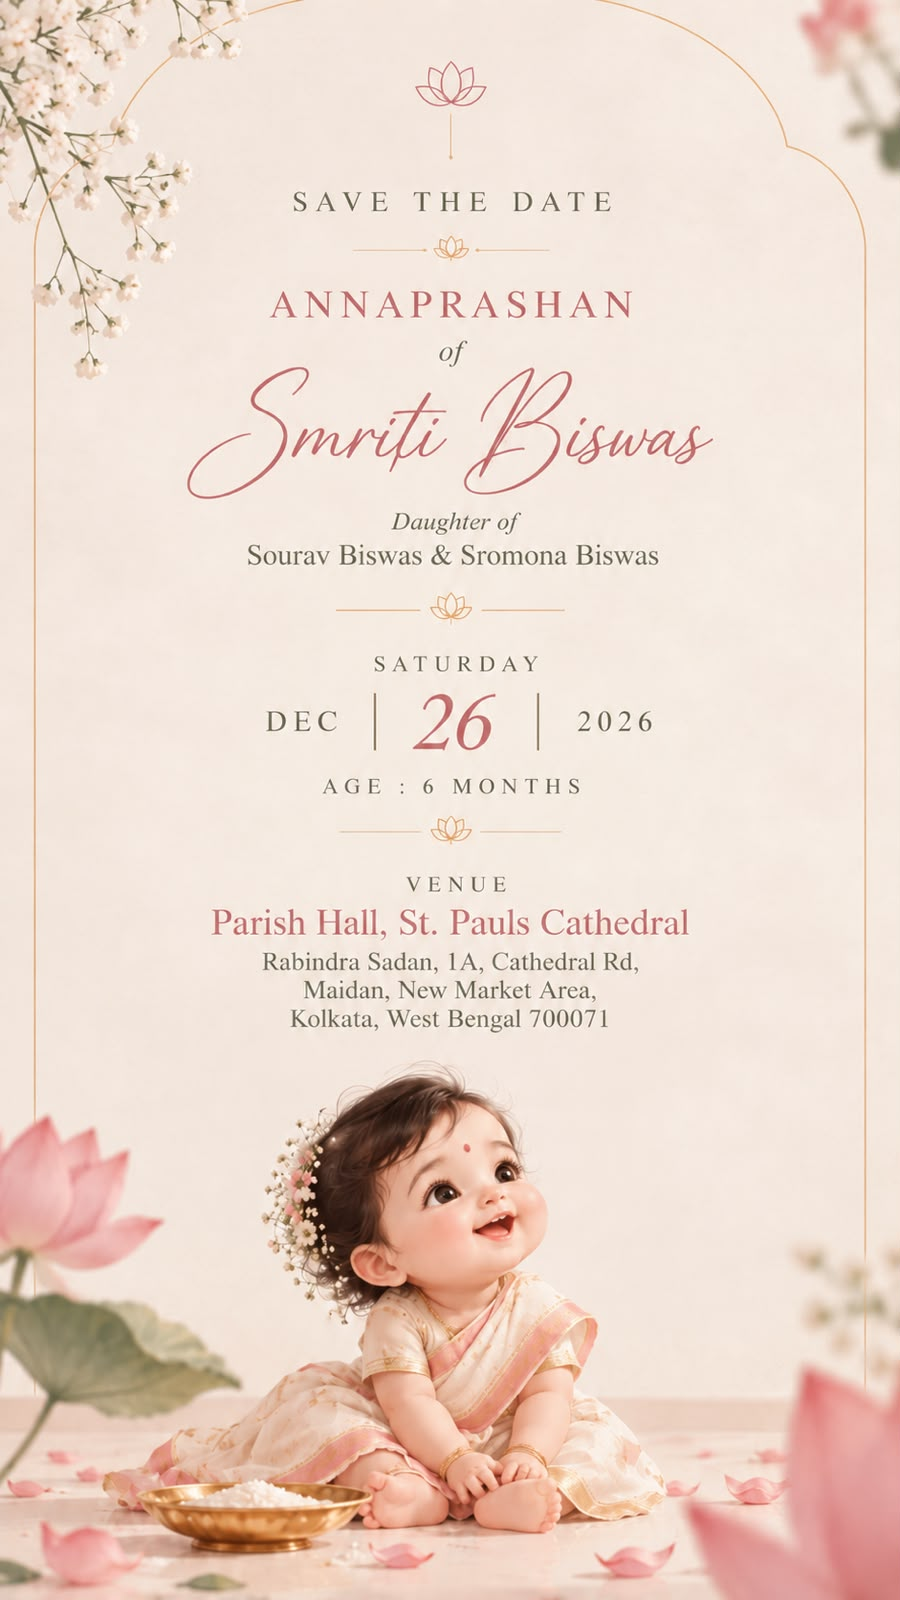 SAVE THE DATE
ANNAPRASHAN
of
Smriti Biswas
Daughter of
Sourav Biswas & Sromona Biswas
SATURDAY
DEC | 26 | 2026
AGE : 6 MONTHS
VENUE
Parish Hall, St. Pauls Cathedral
Rabindra Sadan, 1A, Cathedral Rd,
Maidan, New Market Area,
Kolkata, West Bengal 700071